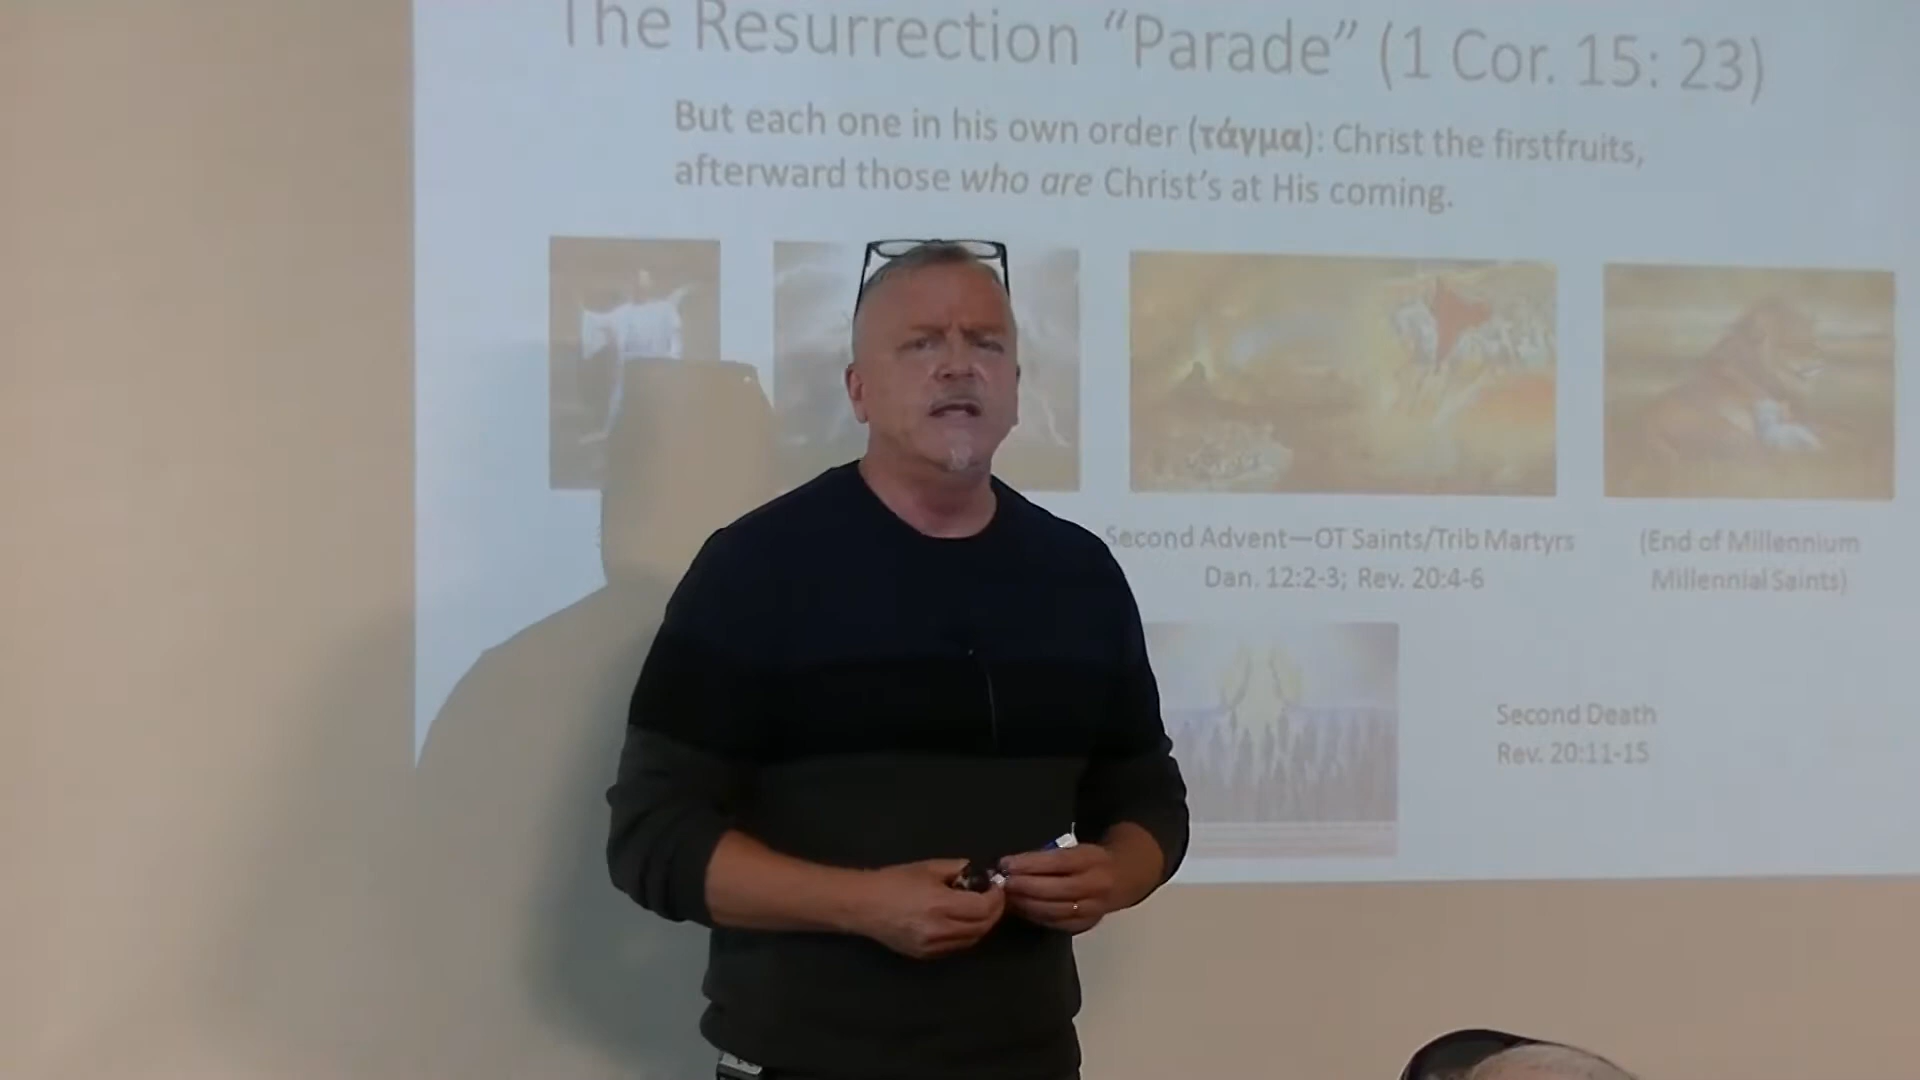 The Resurrection “Parade” (1 Cor. 15: 23)
But each one in his own order (τάγμα): Christ the firstfruits,
afterward those who are Christ’s at His coming.
Second Advent—OT Saints/Trib Martyrs
Dan. 12:2-3; Rev. 20:4-6
(End of Millennium
Millennial Saints)
Second Death
Rev. 20:11-15